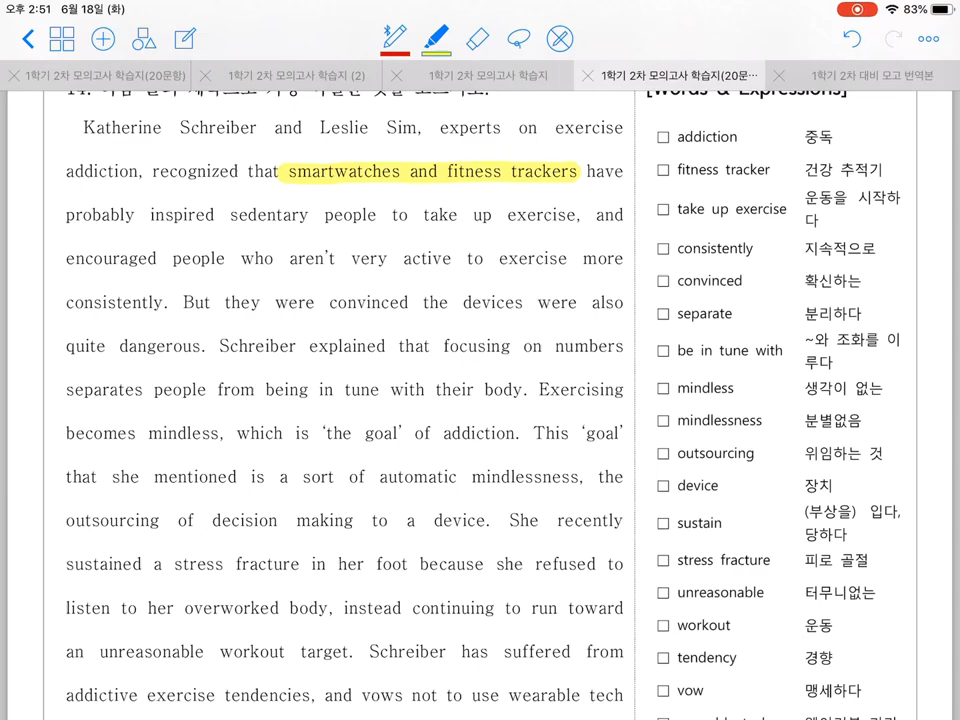 오후 2:51 6월 18일 (화)
83%
1학기 2차 모의고사 학습지(20문항)
1학기 2차 모의고사 학습지 (2)
1학기 2차 모의고사 학습지
1학기 2차 모의고사 학습지(20문…
1학기 2차 대비 모고 번역본
[Words & Expressions]
Katherine Schreiber and Leslie Sim, experts on exercise
addiction, recognized that smartwatches and fitness trackers have
probably inspired sedentary people to take up exercise, and
encouraged people who aren't very active to exercise more
consistently. But they were convinced the devices were also
quite dangerous. Schreiber explained that focusing on numbers
separates people from being in tune with their body. Exercising
becomes mindless, which is 'the goal' of addiction. This 'goal'
that she mentioned is a sort of automatic mindlessness, the
outsourcing of decision making to a device. She recently
sustained a stress fracture in her foot because she refused to
listen to her overworked body, instead continuing to run toward
an unreasonable workout target. Schreiber has suffered from
addictive exercise tendencies, and vows not to use wearable tech
addiction 중독
fitness tracker 건강 추적기
take up exercise 운동을 시작하
다
consistently 지속적으로
convinced 확신하는
separate 분리하다
be in tune with ~와 조화를 이
루다
mindless 생각이 없는
mindlessness 분별없음
outsourcing 위임하는 것
device 장치
sustain (부상을) 입다,
당하다
stress fracture 피로 골절
unreasonable 터무니없는
workout 운동
tendency 경향
vow 맹세하다